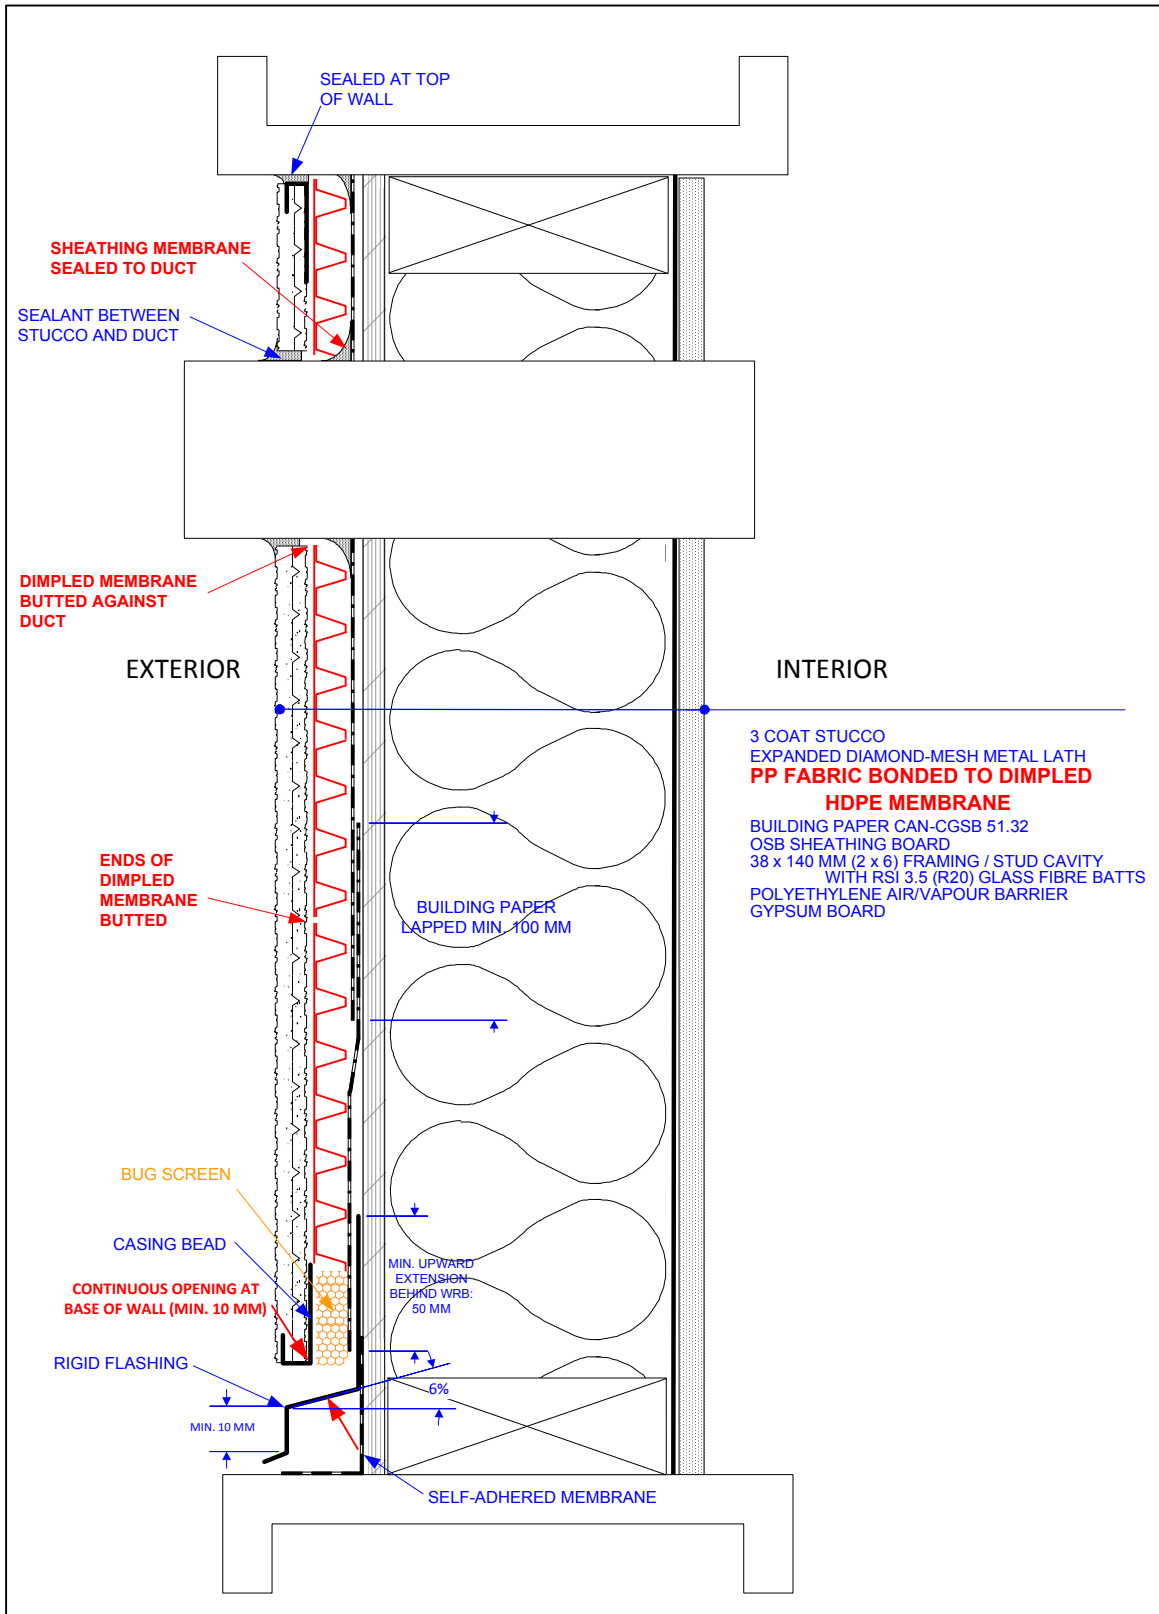 SEALED AT TOP
OF WALL
SHEATHING MEMBRANE
SEALED TO DUCT
SEALANT BETWEEN
STUCCO AND DUCT
DIMPLED MEMBRANE
BUTTED AGAINST
DUCT
EXTERIOR
INTERIOR
3 COAT STUCCO
EXPANDED DIAMOND-MESH METAL LATH
PP FABRIC BONDED TO DIMPLED
HDPE MEMBRANE
BUILDING PAPER CAN-CGSB 51.32
OSB SHEATHING BOARD
38 x 140 MM (2 x 6) FRAMING / STUD CAVITY
WITH RSI 3.5 (R20) GLASS FIBRE BATTS
POLYETHYLENE AIR/VAPOUR BARRIER
GYPSUM BOARD
ENDS OF
DIMPLED
MEMBRANE
BUTTED
BUILDING PAPER
LAPPED MIN. 100 MM
BUG SCREEN
CASING BEAD
CONTINUOUS OPENING AT
BASE OF WALL (MIN. 10 MM)
MIN. UPWARD
EXTENSION
BEHIND WRB:
50 MM
RIGID FLASHING
6%
MIN. 10 MM
SELF-ADHERED MEMBRANE